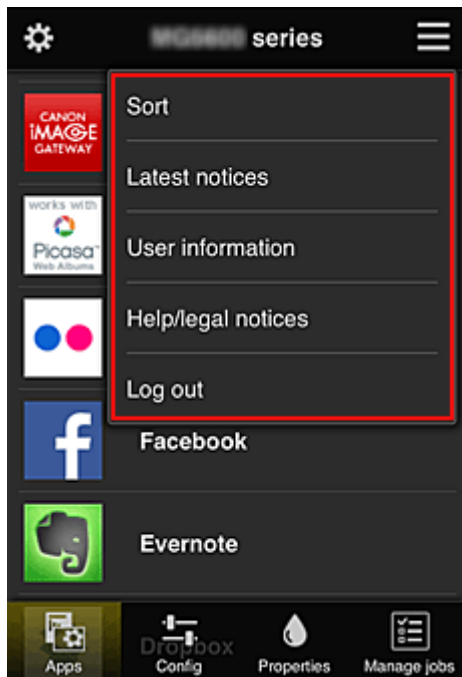 series
Sort
CANON
iMAGE
GATEWAY
Latest notices
works with
Picasa™
Web Albums
User information
Help/legal notices
Log out
Facebook
Evernote
Dropbox
Apps
Config
Properties
Manage jobs